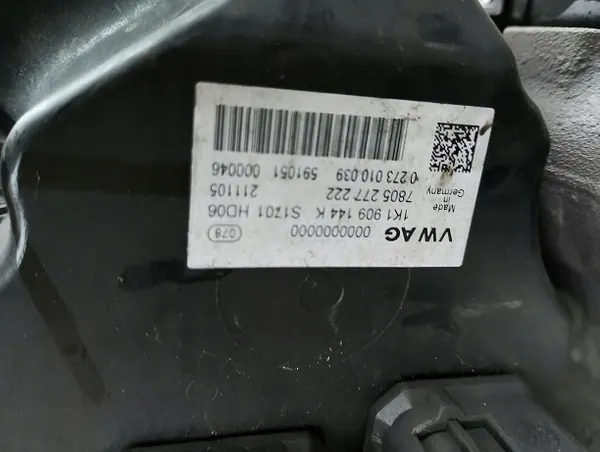 VW AG 0000000000 078
1K1 909 144 K S1701 HD06
7805 277 222 211105
0 273 010 039 591051 000046
Made
in
Germany